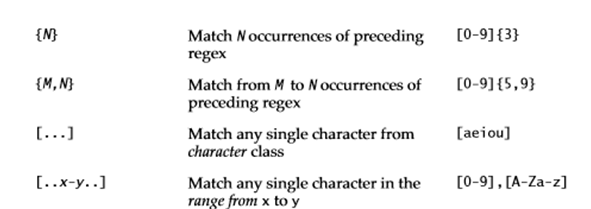 {N} Match N occurrences of preceding [0-9]{3}
regex
{M,N} Match from M to N occurrences of [0-9]{5,9}
preceding regex
[...] Match any single character from [aeiou]
character class
[..x-y..] Match any single character in the [0-9],[A-Za-z]
range from x to y